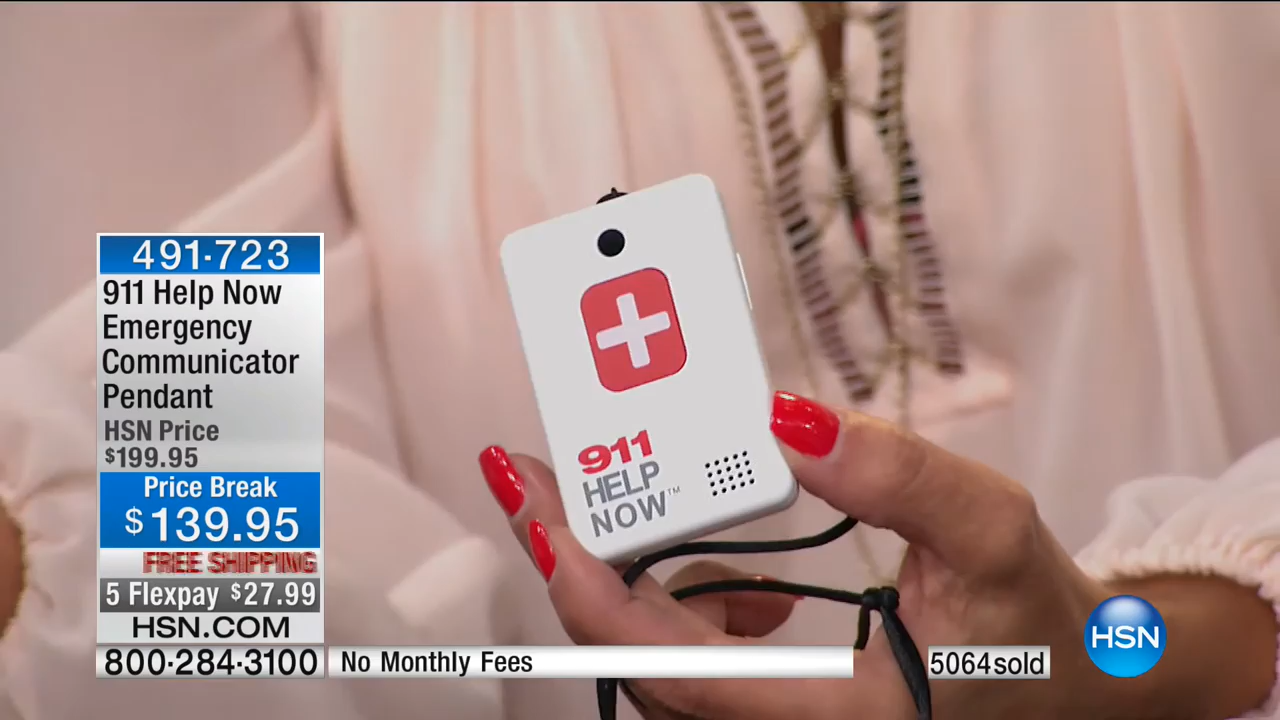 491·723
911 Help Now
Emergency
Communicator
Pendant
HSN Price
$199.95
Price Break
$139.95
FREE SHIPPING
5 Flexpay $27.99
HSN.COM
800·284·3100
No Monthly Fees
5064sold
HSN
911
HELP
NOW™